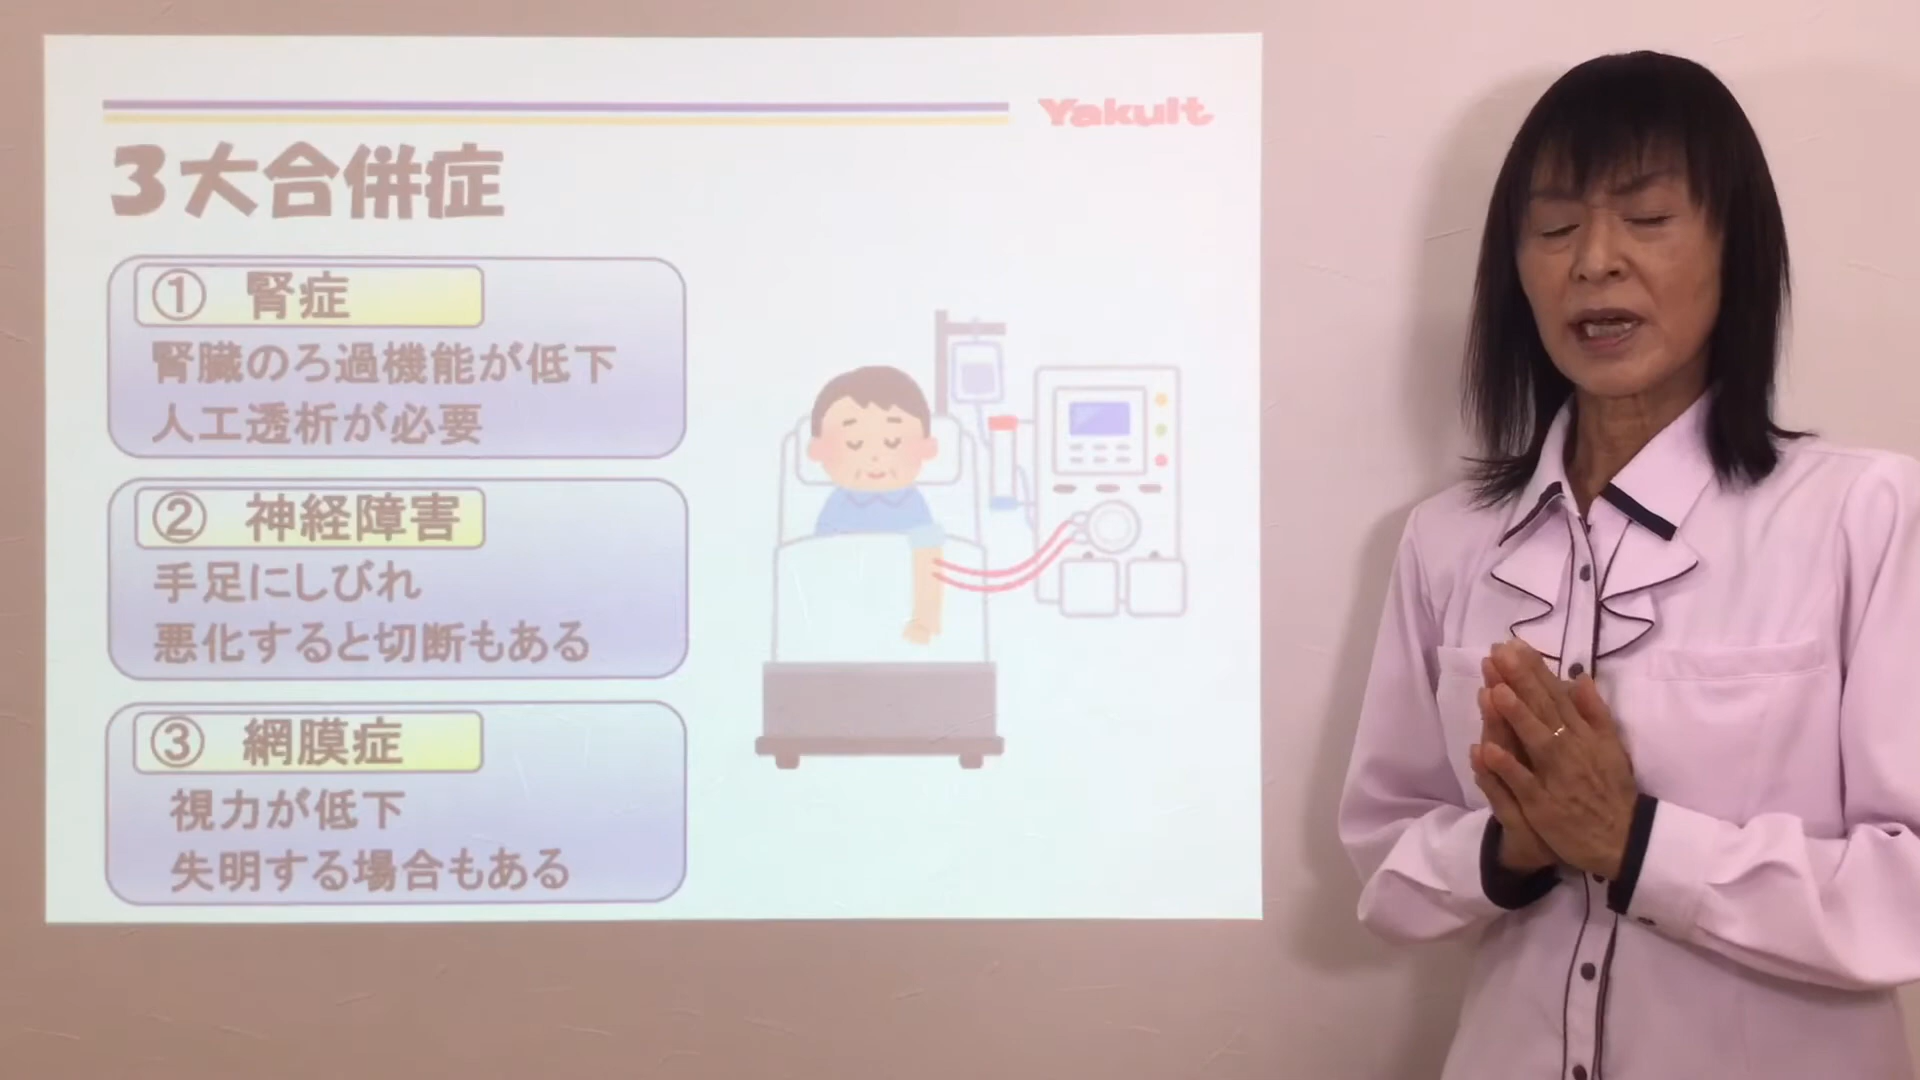 Yakult
３大合併症
① 腎症
腎臓のろ過機能が低下
人工透析が必要
② 神経障害
手足にしびれ
悪化すると切断もある
③ 網膜症
視力が低下
失明する場合もある